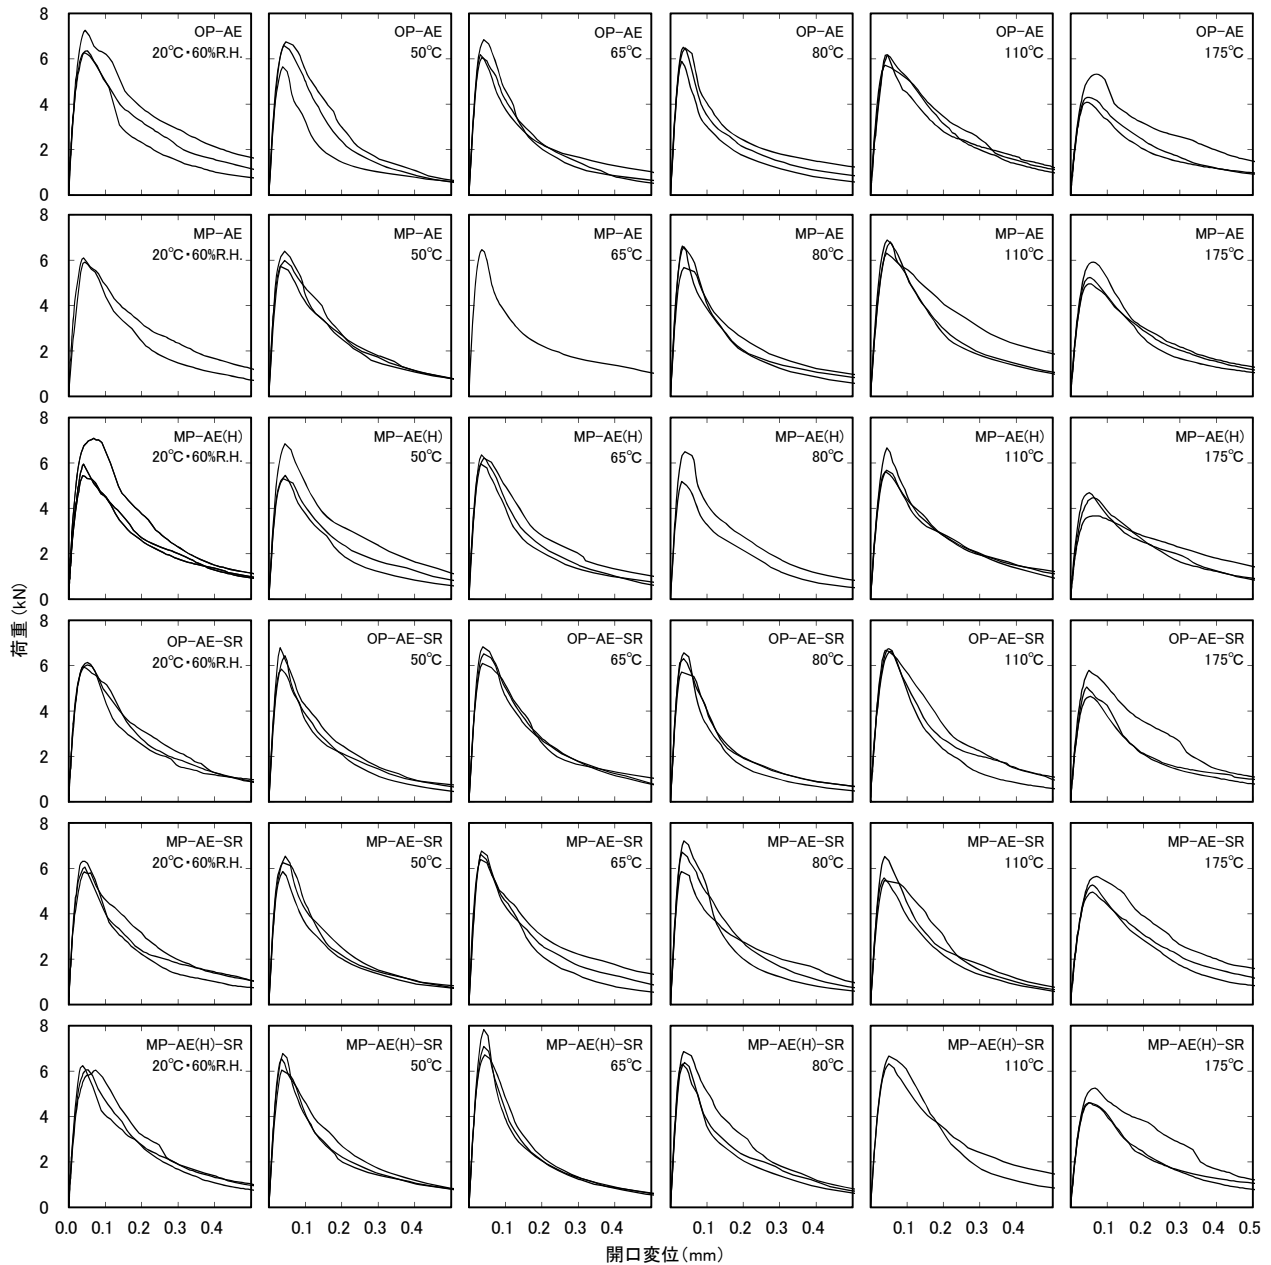 8
OP-AE OP-AE OP-AE OP-AE OP-AE OP-AE
20℃・60%R.H. 50℃ 65℃ 80℃ 110℃ 175℃
6
4
2
0
8
MP-AE MP-AE MP-AE MP-AE MP-AE MP-AE
20℃・60%R.H. 50℃ 65℃ 80℃ 110℃ 175℃
6
4
2
0
8
MP-AE(H) MP-AE(H) MP-AE(H) MP-AE(H) MP-AE(H) MP-AE(H)
20℃・60%R.H. 50℃ 65℃ 80℃ 110℃ 175℃
6
4
2
0
荷重(kN)
8
OP-AE-SR OP-AE-SR OP-AE-SR OP-AE-SR OP-AE-SR OP-AE-SR
20℃・60%R.H. 50℃ 65℃ 80℃ 110℃ 175℃
6
4
2
0
8
MP-AE-SR MP-AE-SR MP-AE-SR MP-AE-SR MP-AE-SR MP-AE-SR
20℃・60%R.H. 50℃ 65℃ 80℃ 110℃ 175℃
6
4
2
0
8
MP-AE(H)-SR MP-AE(H)-SR MP-AE(H)-SR MP-AE(H)-SR MP-AE(H)-SR MP-AE(H)-SR
20℃・60%R.H. 50℃ 65℃ 80℃ 110℃ 175℃
6
4
2
0
0.0 0.1 0.2 0.3 0.4 0.1 0.2 0.3 0.4 0.1 0.2 0.3 0.4 0.1 0.2 0.3 0.4 0.1 0.2 0.3 0.4 0.1 0.2 0.3 0.4 0.5
開口変位(mm)